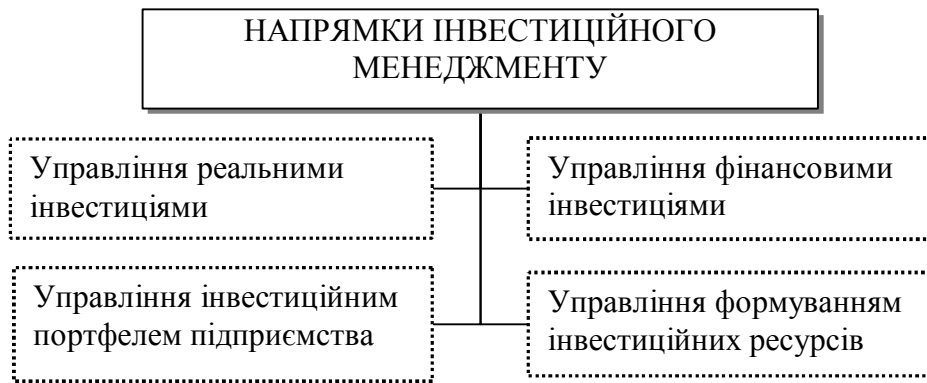 НАПРЯМКИ ІНВЕСТИЦІЙНОГО
МЕНЕДЖМЕНТУ
Управління реальними
інвестиціями
Управління фінансовими
інвестиціями
Управління інвестиційним
портфелем підприємства
Управління формуванням
інвестиційних ресурсів